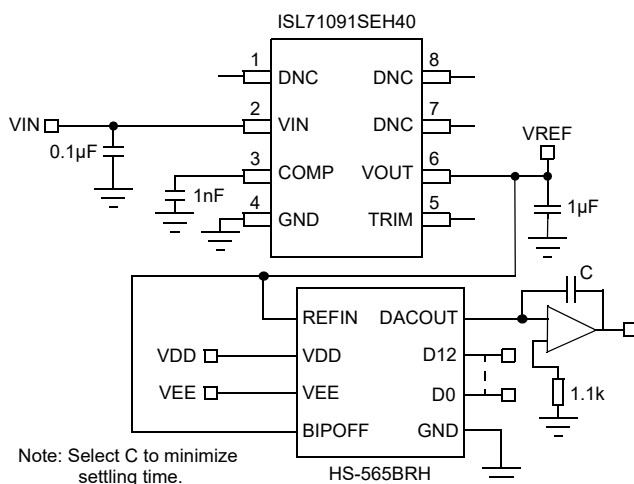 ISL71091SEH40
1
DNC
DNC
8
2
VIN
VIN
DNC
7
0.1µF
VREF
3
COMP
VOUT
6
1nF
4
GND
TRIM
5
1µF
C
REFIN
DACOUT
VDD
VDD
D12
VEE
VEE
D0
1.1k
BIPOFF
GND
Note: Select C to minimize
settling time.
HS-565BRH